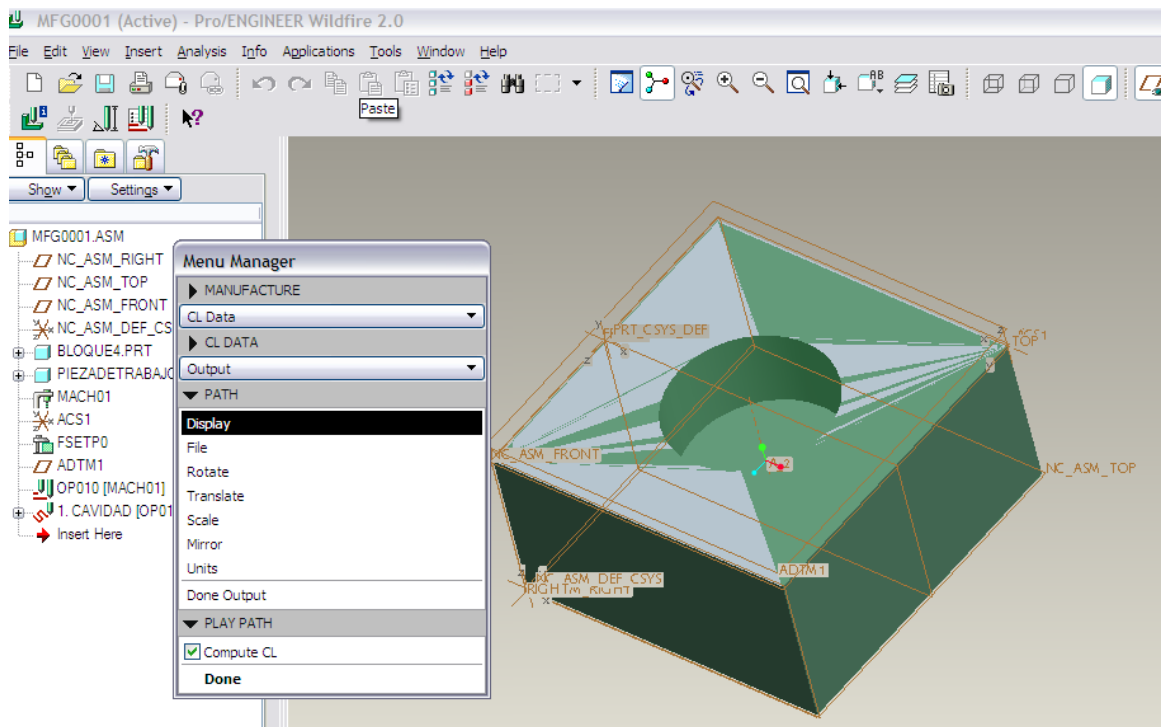 MFG0001 (Active) - Pro/ENGINEER Wildfire 2.0
File Edit View Insert Analysis Info Applications Tools Window Help
Paste
Show Settings
MFG0001.ASM
NC_ASM_RIGHT
NC_ASM_TOP
NC_ASM_FRONT
NC_ASM_DEF_CS
BLOQUE4.PRT
PIEZADETRABAJO
MACH01
ACS1
FSETP0
ADTM1
OP010 [MACH01]
1. CAVIDAD [OP01
Insert Here
Menu Manager
MANUFACTURE
CL Data
CL DATA
Output
PATH
Display
File
Rotate
Translate
Scale
Mirror
Units
Done Output
PLAY PATH
Compute CL
Done
PRT_CSYS_DEF
TOP
NC_ASM_FRONT
A_2
NC_ASM_TOP
ADTM1
NC_ASM_DEF_CSYS